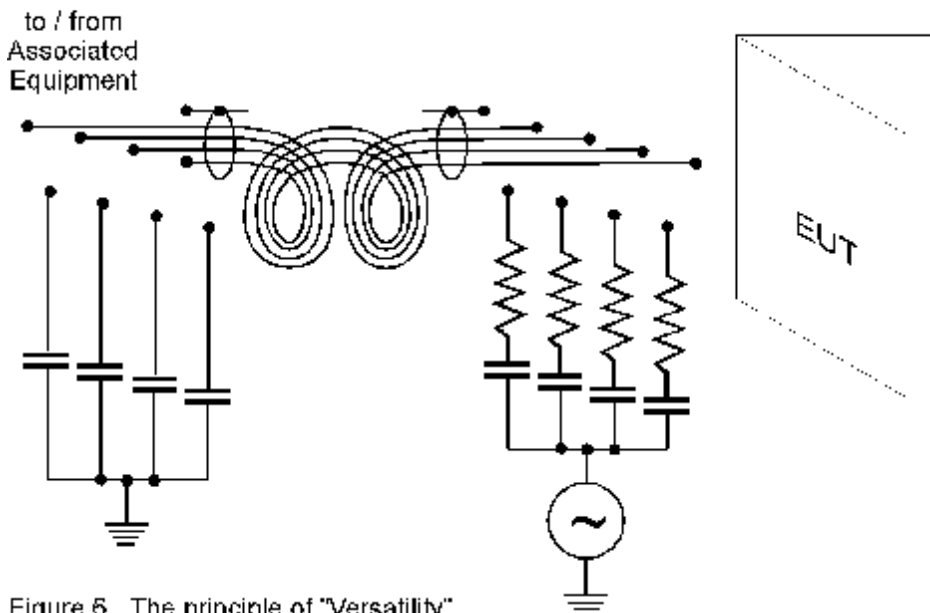 to / from
Associated
Equipment
EUT
~
Figure 6 The principle of "Versatility"